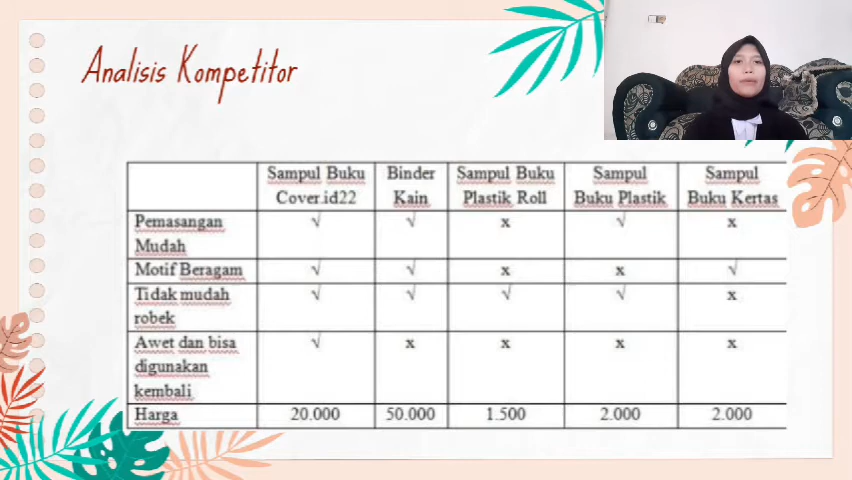 Analisis Kompetitor
Sampul Buku Binder Sampul Buku Sampul Sampul
Cover.id22 Kain Plastik Roll Buku Plastik Buku Kertas
Pemasangan √ √ x √ x
Mudah
Motif Beragam √ √ x x √
Tidak mudah √ √ √ √ x
robek
Awet dan bisa √ x x x x
digunakan
kembali
Harga 20.000 50.000 1.500 2.000 2.000